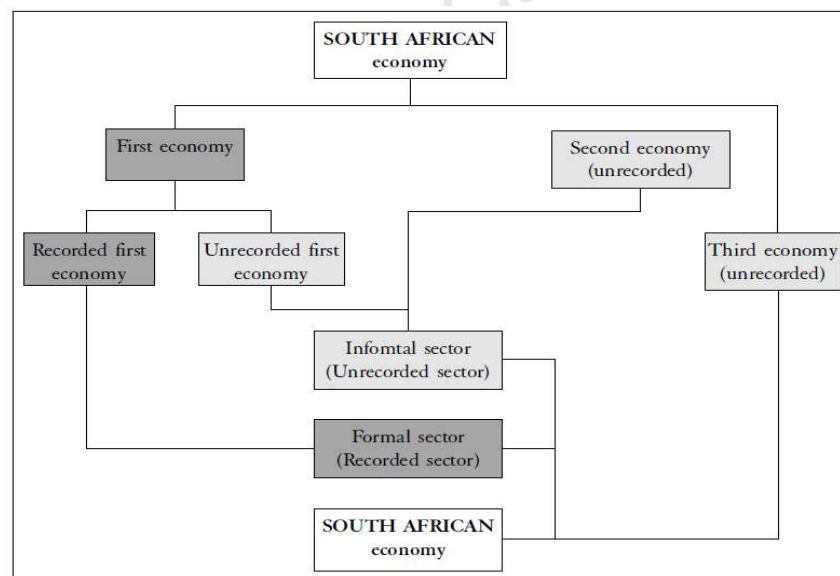 SOUTH AFRICAN
economy
First economy
Second economy
(unrecorded)
Recorded first
economy
Unrecorded first
economy
Third economy
(unrecorded)
Infomtal sector
(Unrecorded sector)
Formal sector
(Recorded sector)
SOUTH AFRICAN
economy